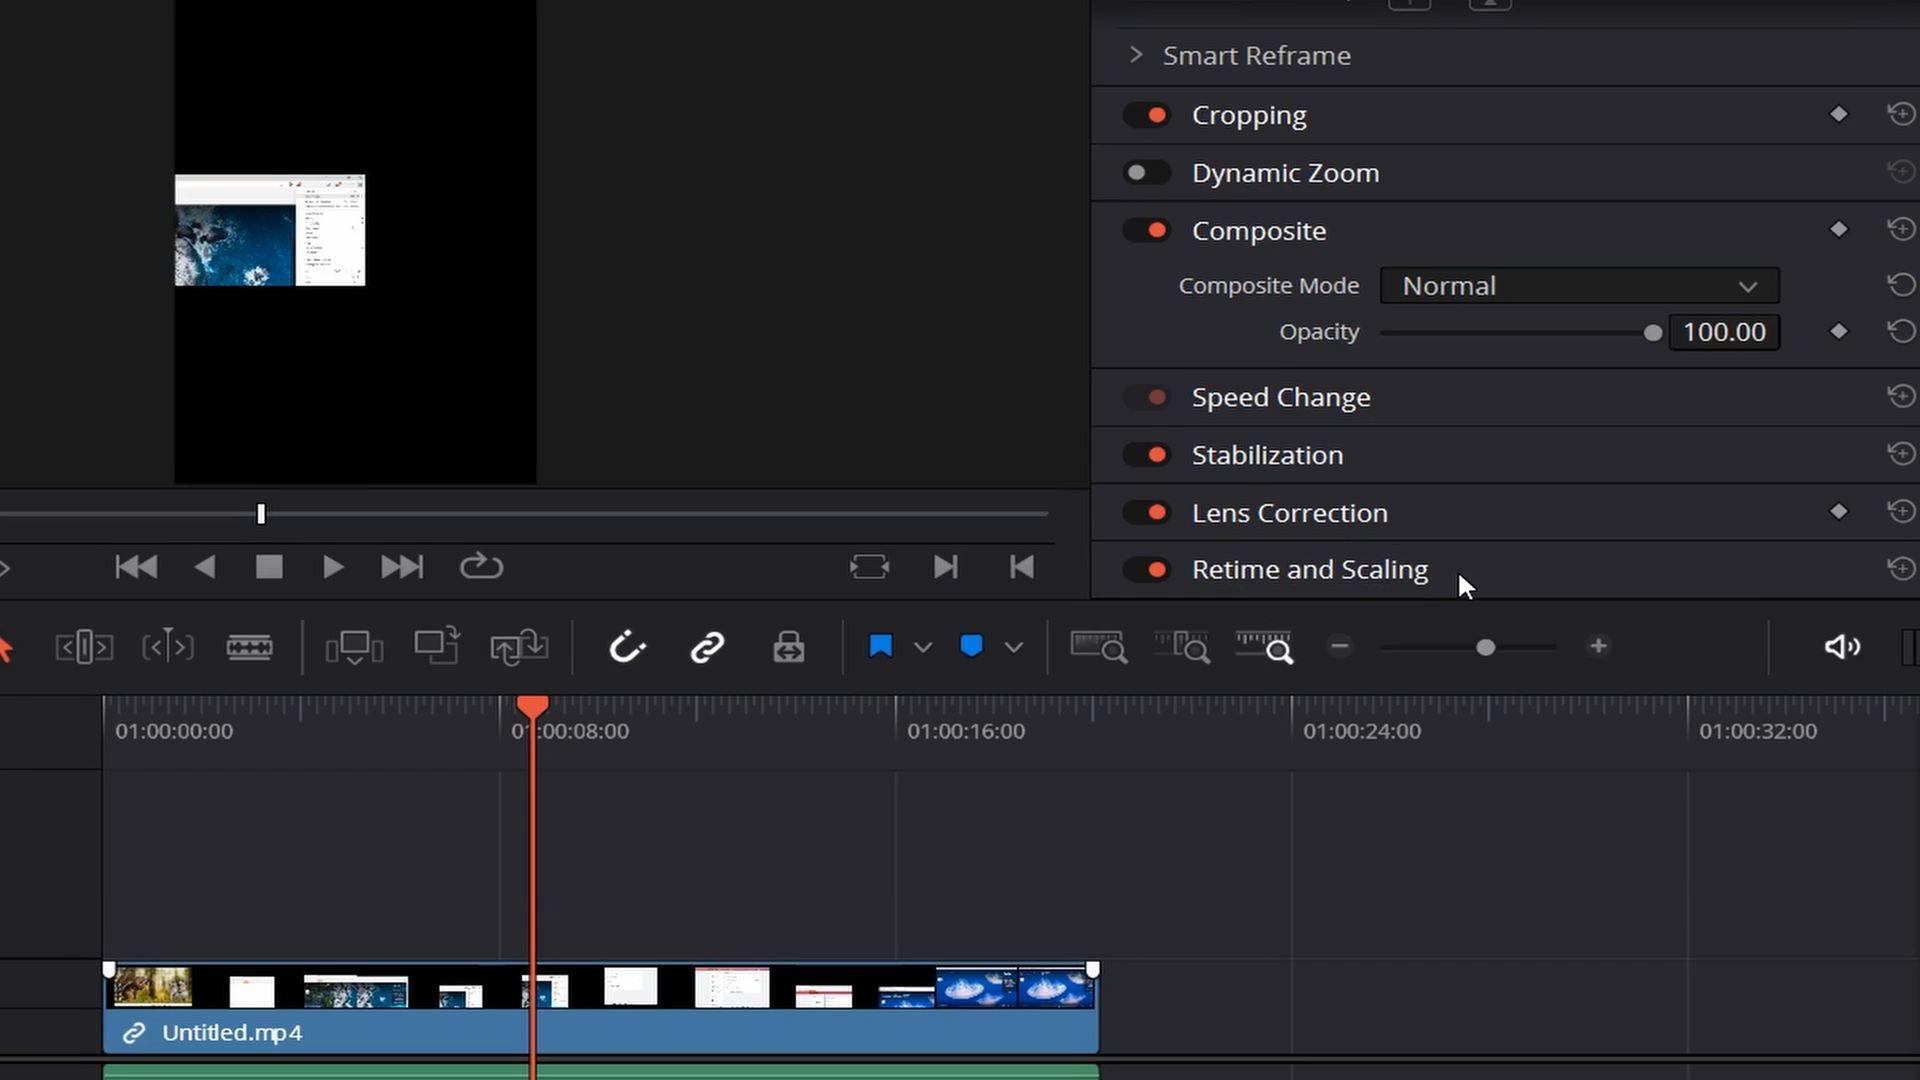 Smart Reframe
Cropping
Dynamic Zoom
Composite
Composite Mode Normal
Opacity 100.00
Speed Change
Stabilization
Lens Correction
Retime and Scaling
01:00:00:00 01:00:08:00 01:00:16:00 01:00:24:00 01:00:32:00
Untitled.mp4